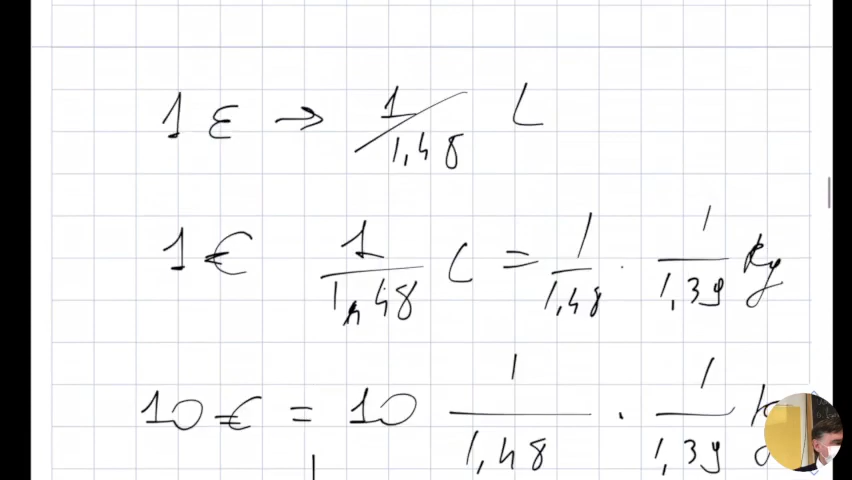 1 € → 1/1,48 L
1 € 1/1,48 L = 1/1,48 · 1/1,39 kg
10 € = 10 1/1,48 · 1/1,39